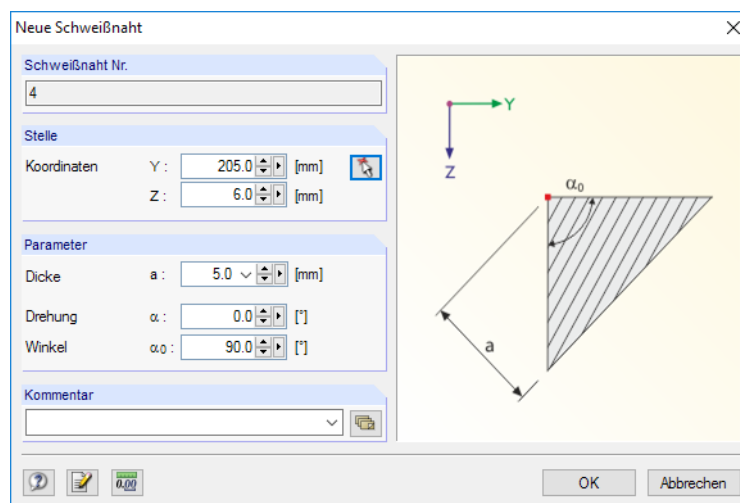 Neue Schweißnaht
Schweißnaht Nr.
4
Stelle
Koordinaten Y : 205.0 [mm]
Z : 6.0 [mm]
Parameter
Dicke a : 5.0 [mm]
Drehung α : 0.0 [°]
Winkel α0 : 90.0 [°]
Kommentar
Y
Z
α0
a
0.00
OK Abbrechen